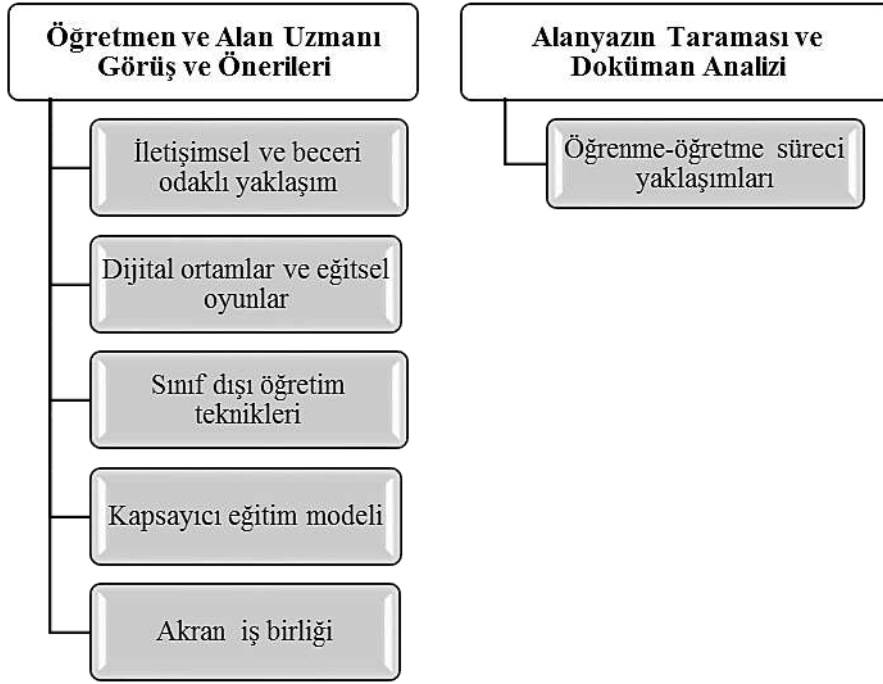 Öğretmen ve Alan Uzmanı
Görüş ve Önerileri
İletişimsel ve beceri
odaklı yaklaşım
Dijital ortamlar ve eğitsel
oyunlar
Sınıf dışı öğretim
teknikleri
Kapsayıcı eğitim modeli
Akran iş birliği
Alanyazın Taraması ve
Doküman Analizi
Öğrenme-öğretme süreci
yaklaşımları